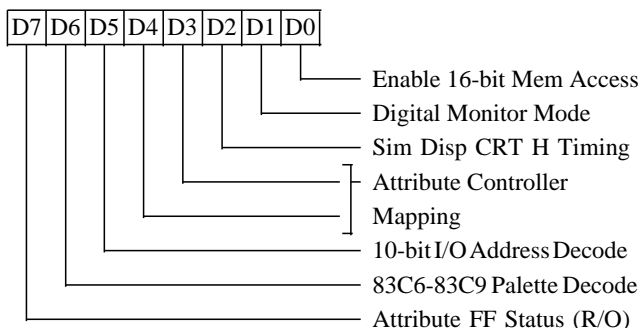 D7 D6 D5 D4 D3 D2 D1 D0
Enable 16-bit Mem Access
Digital Monitor Mode
Sim Disp CRT H Timing
Attribute Controller
Mapping
10-bit I/O Address Decode
83C6-83C9 Palette Decode
Attribute FF Status (R/O)